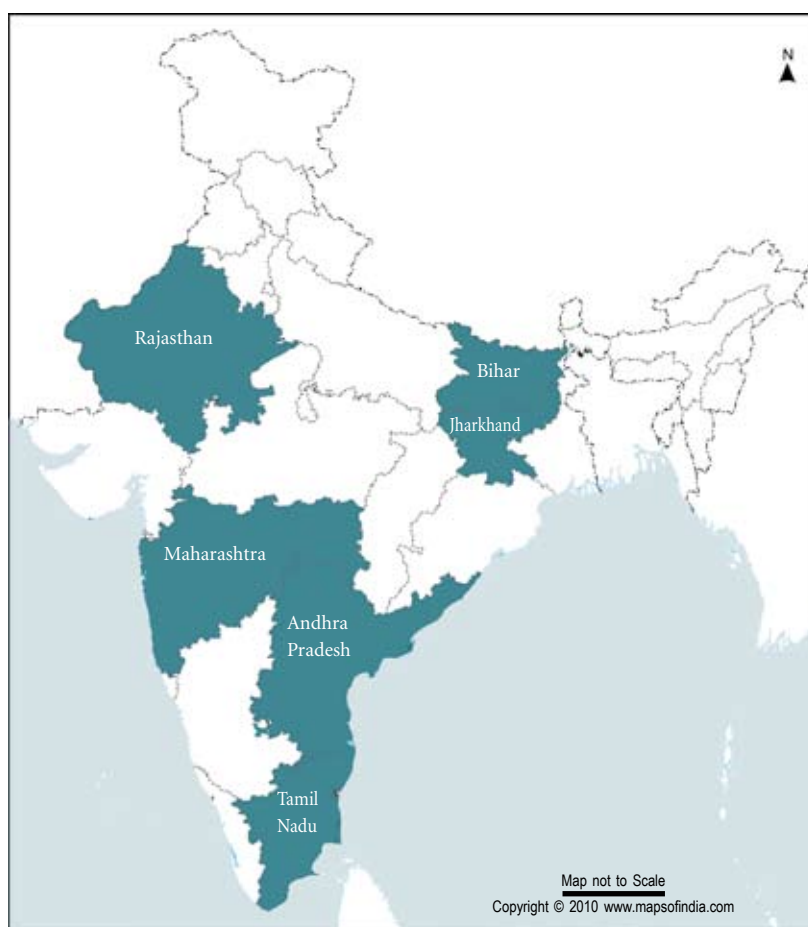 N
Rajasthan
Bihar
Jharkhand
Maharashtra
Andhra
Pradesh
Tamil
Nadu
Map not to Scale
Copyright © 2010 www.mapsofindia.com